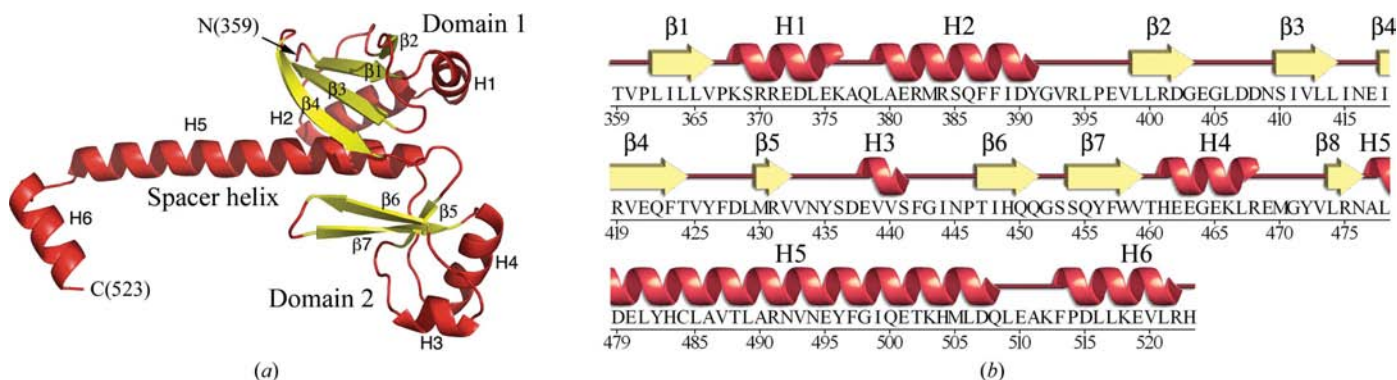 Domain 1
N(359)
β2
β1
H1
β3
β4
H2
H5
Spacer helix
H6
C(523)
β6
β5
β7
H4
Domain 2
H3
(a)
β1 H1 H2 β2 β3 β4
TVPLILLVPKSRREDLEKAQLAERMRSQFFIDYGVRLPEVLLRDGEGLDDNSIVLLINEI
359 365 370 375 380 385 390 395 400 405 410 415
β4 β5 H3 β6 β7 H4 β8 H5
RVEQFTVYFDLMRVVNYSDEVVSFGINPTIHQQGSSQYFWVTHEEGEKLREMGYVLRNAL
419 425 430 435 440 445 450 455 460 465 470 475
H5 H6
DELYHCLAVTLARNVNEYFGIQETKHMLDQLEAKFPDLLKEVLRH
479 485 490 495 500 505 510 515 520
(b)